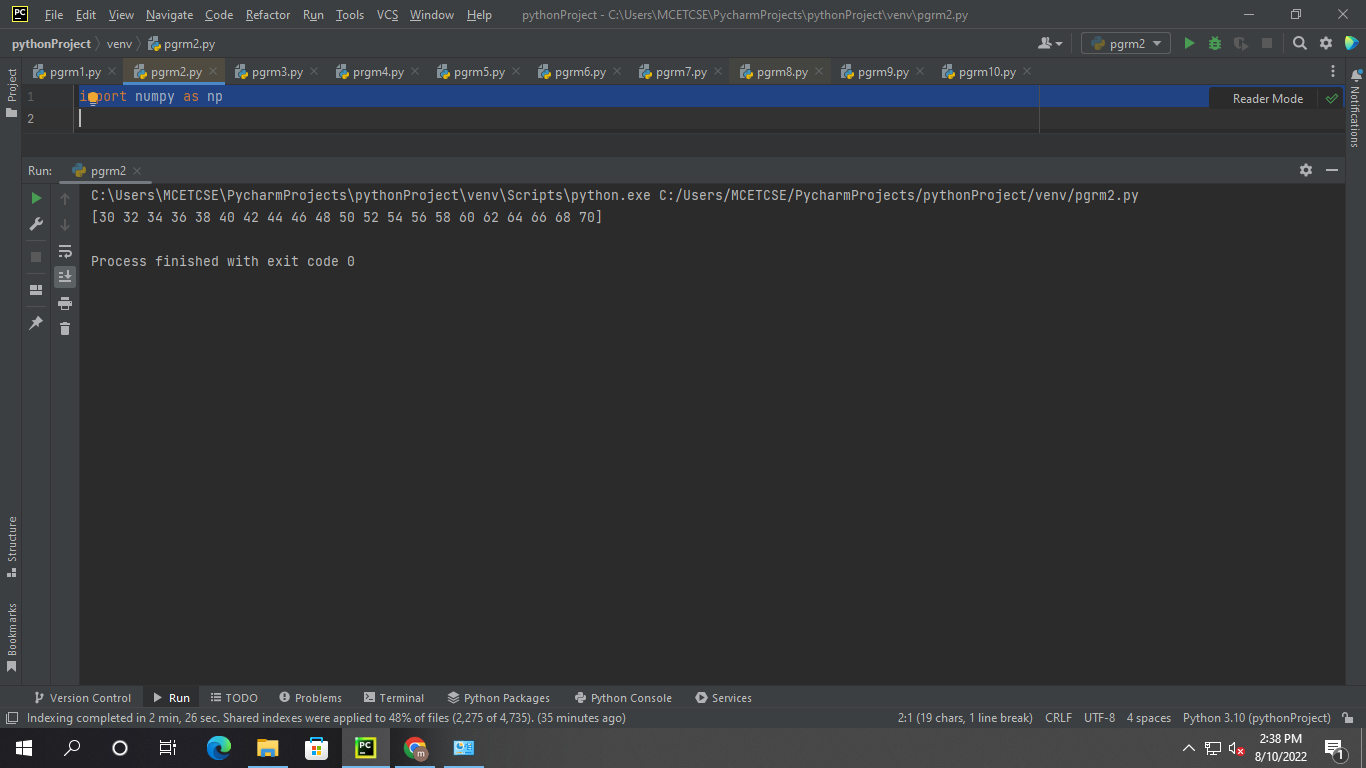 PC File Edit View Navigate Code Refactor Run Tools VCS Window Help pythonProject - C:\Users\MCETCSE\PycharmProjects\pythonProject\venv\pgrm2.py
pythonProject venv pgrm2.py pgrm2
Project pgrm1.py pgrm2.py pgrm3.py prgm4.py pgrm5.py pgrm6.py pgrm7.py pgrm8.py pgrm9.py pgrm10.py
1 import numpy as np Reader Mode
2
Notifications
Run: pgrm2
C:\Users\MCETCSE\PycharmProjects\pythonProject\venv\Scripts\python.exe C:/Users/MCETCSE/PycharmProjects/pythonProject/venv/pgrm2.py
[30 32 34 36 38 40 42 44 46 48 50 52 54 56 58 60 62 64 66 68 70]
Process finished with exit code 0
Structure
Bookmarks
Version Control Run TODO Problems Terminal Python Packages Python Console Services
Indexing completed in 2 min, 26 sec. Shared indexes were applied to 48% of files (2,275 of 4,735). (35 minutes ago) 2:1 (19 chars, 1 line break) CRLF UTF-8 4 spaces Python 3.10 (pythonProject)
PC m 2:38 PM
8/10/2022 1